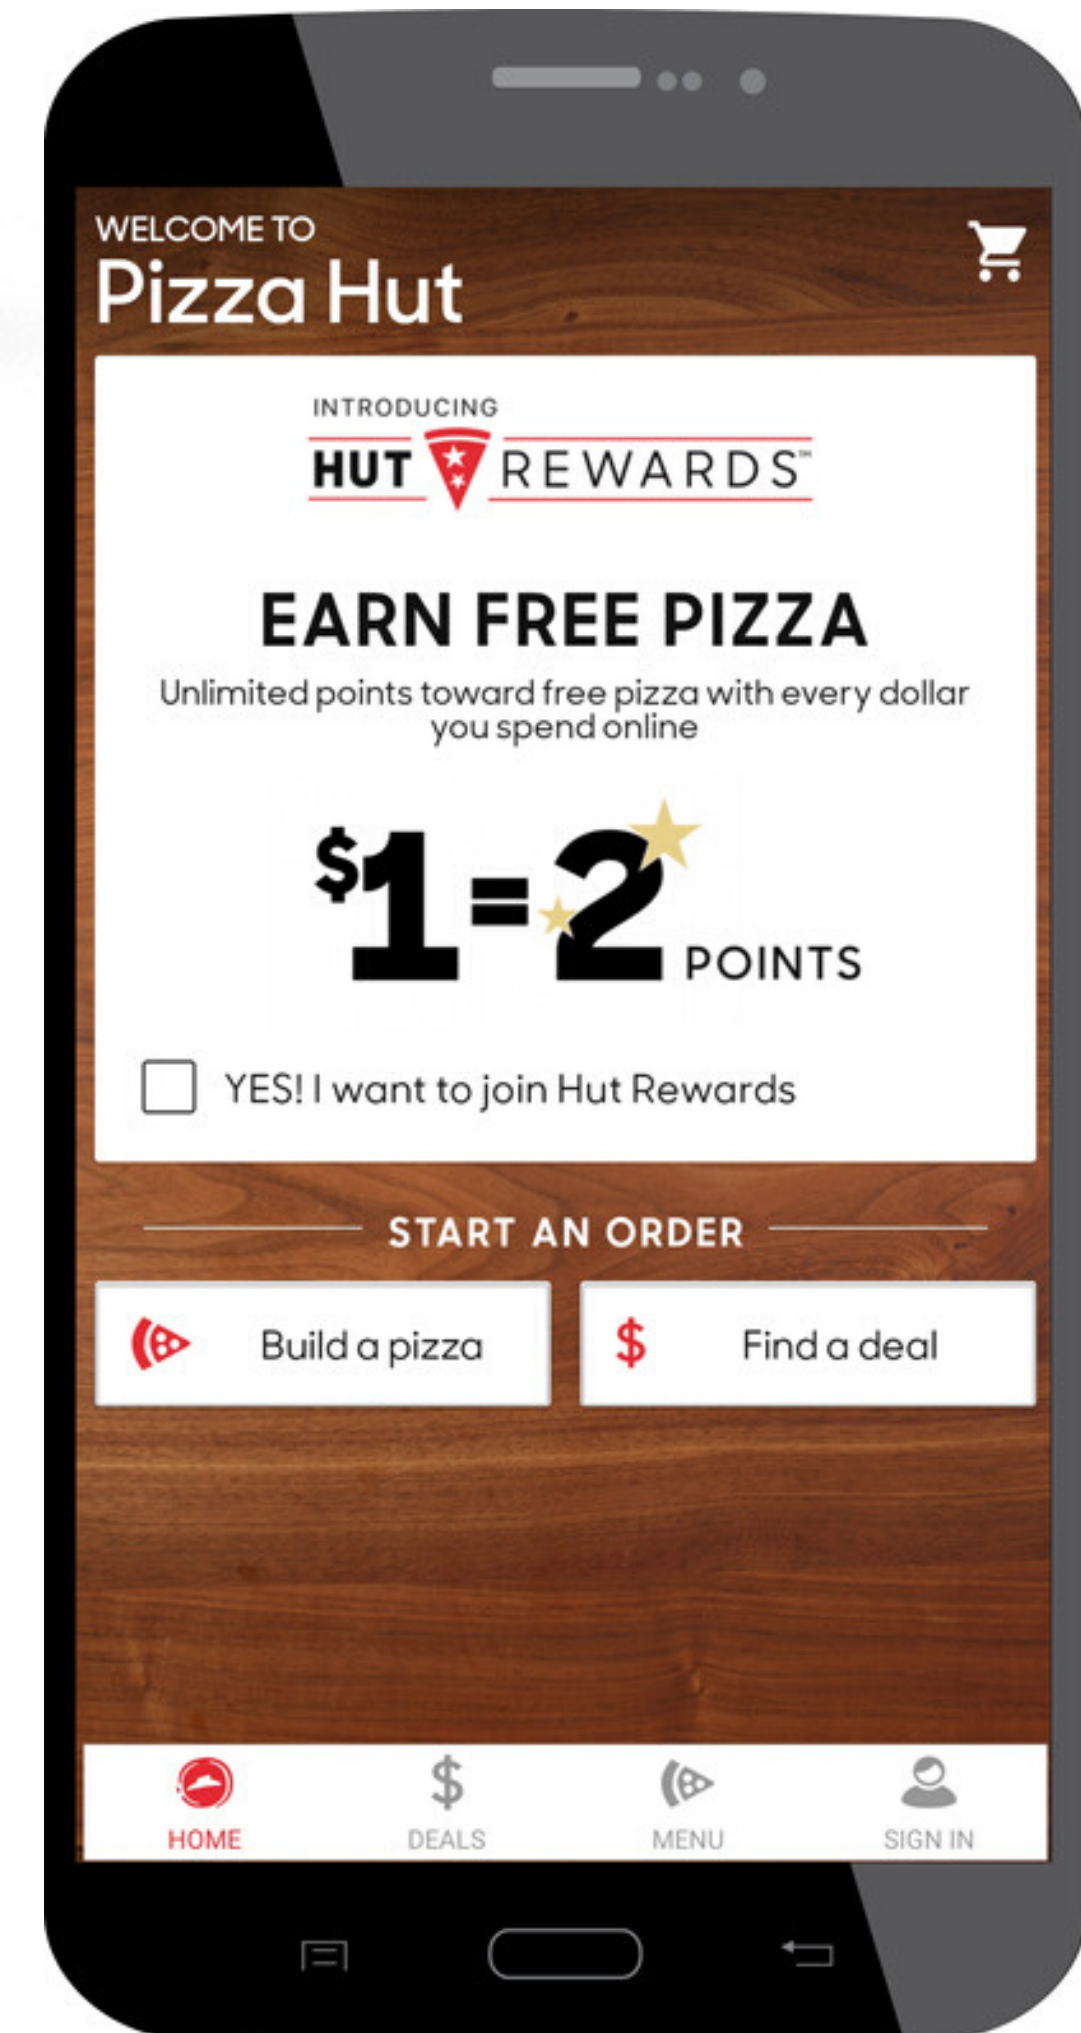 WELCOME TO
Pizza Hut
INTRODUCING
HUT REWARDS™
EARN FREE PIZZA
Unlimited points toward free pizza with every dollar
you spend online
$1=2 POINTS
YES! I want to join Hut Rewards
START AN ORDER
Build a pizza
$ Find a deal
$
HOME DEALS MENU SIGN IN